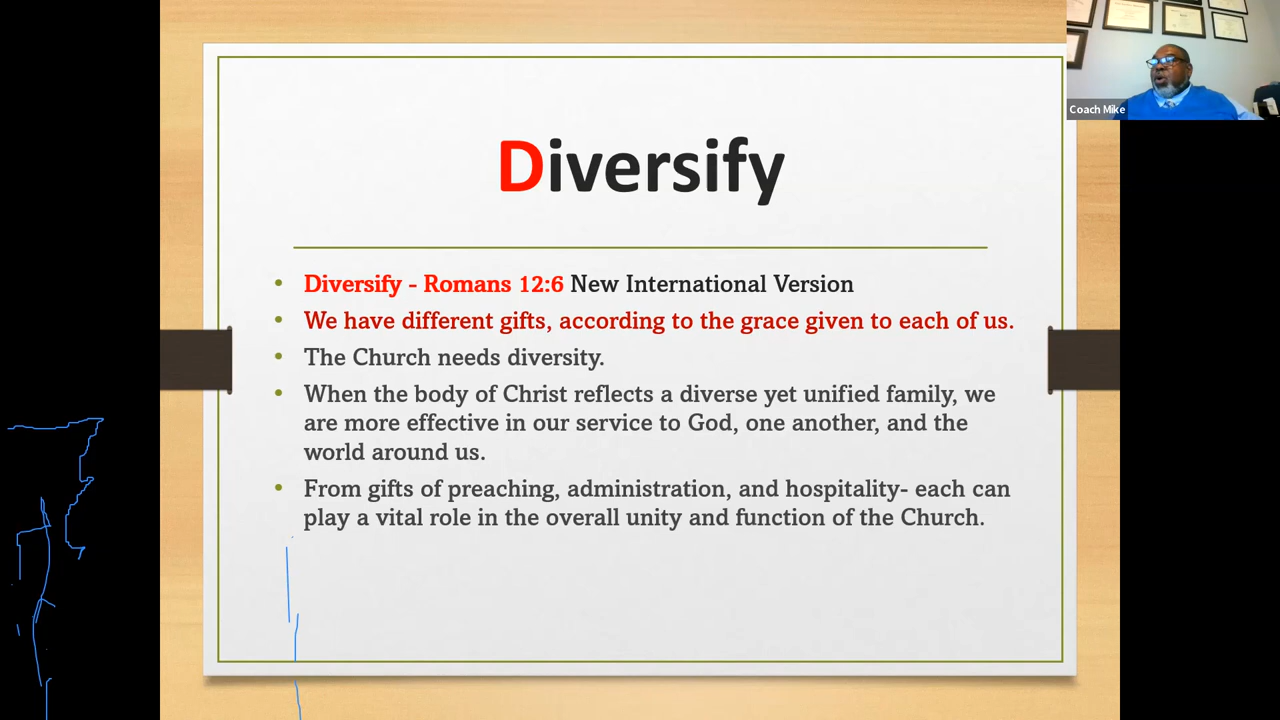 Diversify
Diversify - Romans 12:6 New International Version
We have different gifts, according to the grace given to each of us.
The Church needs diversity.
When the body of Christ reflects a diverse yet unified family, we
are more effective in our service to God, one another, and the
world around us.
From gifts of preaching, administration, and hospitality- each can
play a vital role in the overall unity and function of the Church.
Coach Mike